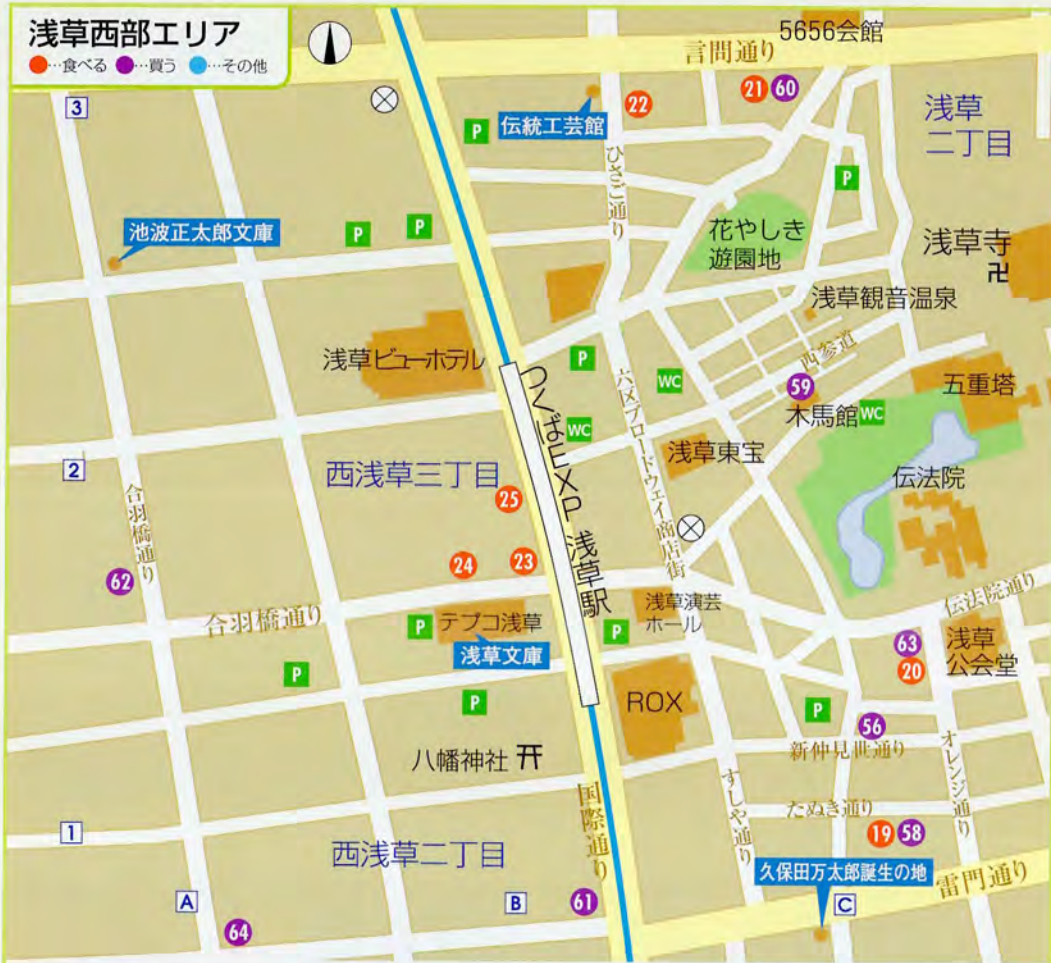 浅草西部エリア
●…食べる ●…買う ●…その他
5656会館
言問通り
3
21
60
22
浅草
二丁目
P
伝統工芸館
ひさご通り
P
池波正太郎文庫
P
P
花やしき
遊園地
浅草寺
卍
浅草観音温泉
浅草ビューホテル
P
WC
西参道
59
五重塔
つくばEXP 浅草駅
六区ブロードウェイ商店街
WC
木馬館
WC
浅草東宝
伝法院
2
西浅草三丁目
合羽橋通り
25
62
24
23
合羽橋通り
P
テプコ浅草
浅草文庫
P
浅草演芸
ホール
伝法院通り
63
浅草
公会堂
20
P
P
ROX
P
56
八幡神社
新仲見世通り
オレンジ通り
国際通り
すしや通り
たぬき通り
1
19
58
西浅草二丁目
久保田万太郎誕生の地
雷門通り
A
B
61
C
64